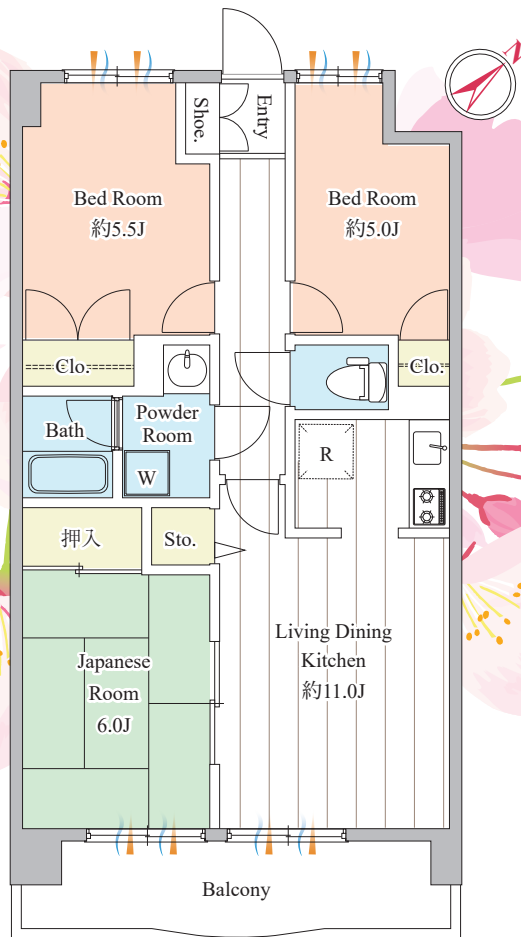 Shoe.
Entry
Bed Room
約5.5J
Bed Room
約5.0J
Clo.
Clo.
Bath
Powder
Room
W
R
押入
Sto.
Living Dining
Kitchen
約11.0J
Japanese
Room
6.0J
Balcony